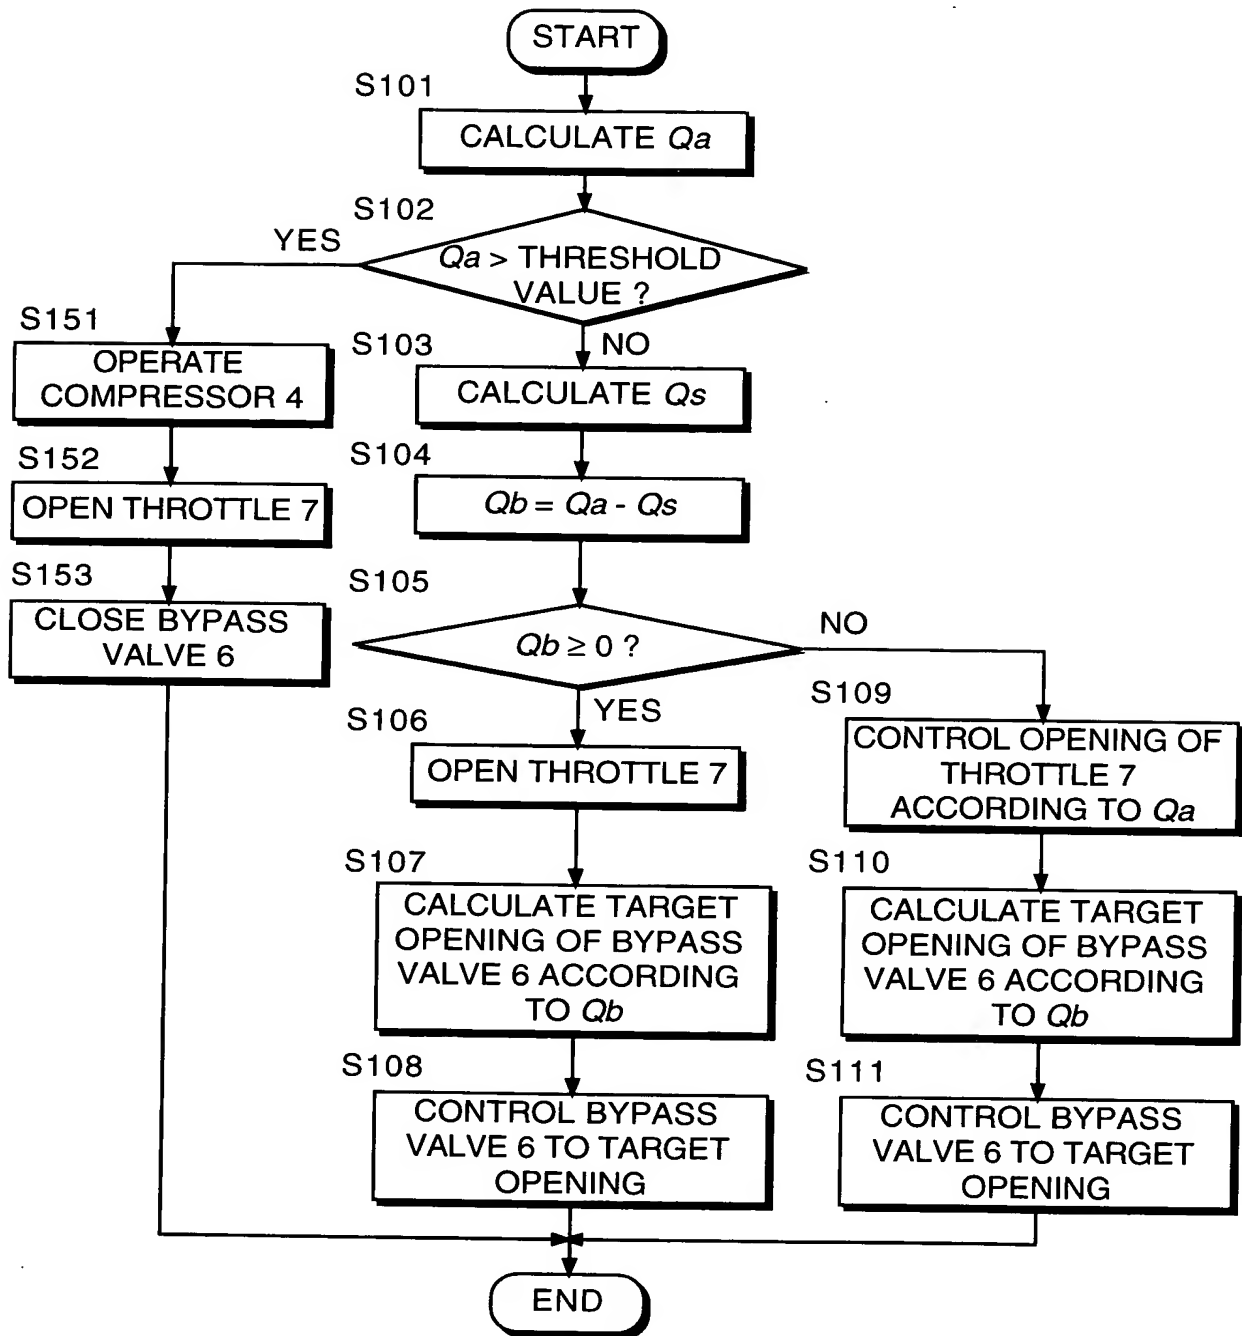 START
S101
CALCULATE Qa
S102
YES
Qa > THRESHOLD
VALUE ?
NO
S151
OPERATE
COMPRESSOR 4
S152
OPEN THROTTLE 7
S153
CLOSE BYPASS
VALVE 6
S103
CALCULATE Qs
S104
Qb = Qa - Qs
S105
Qb ≥ 0 ?
NO
YES
S106
OPEN THROTTLE 7
S107
CALCULATE TARGET
OPENING OF BYPASS
VALVE 6 ACCORDING
TO Qb
S108
CONTROL BYPASS
VALVE 6 TO TARGET
OPENING
S109
CONTROL OPENING OF
THROTTLE 7
ACCORDING TO Qa
S110
CALCULATE TARGET
OPENING OF BYPASS
VALVE 6 ACCORDING
TO Qb
S111
CONTROL BYPASS
VALVE 6 TO TARGET
OPENING
END